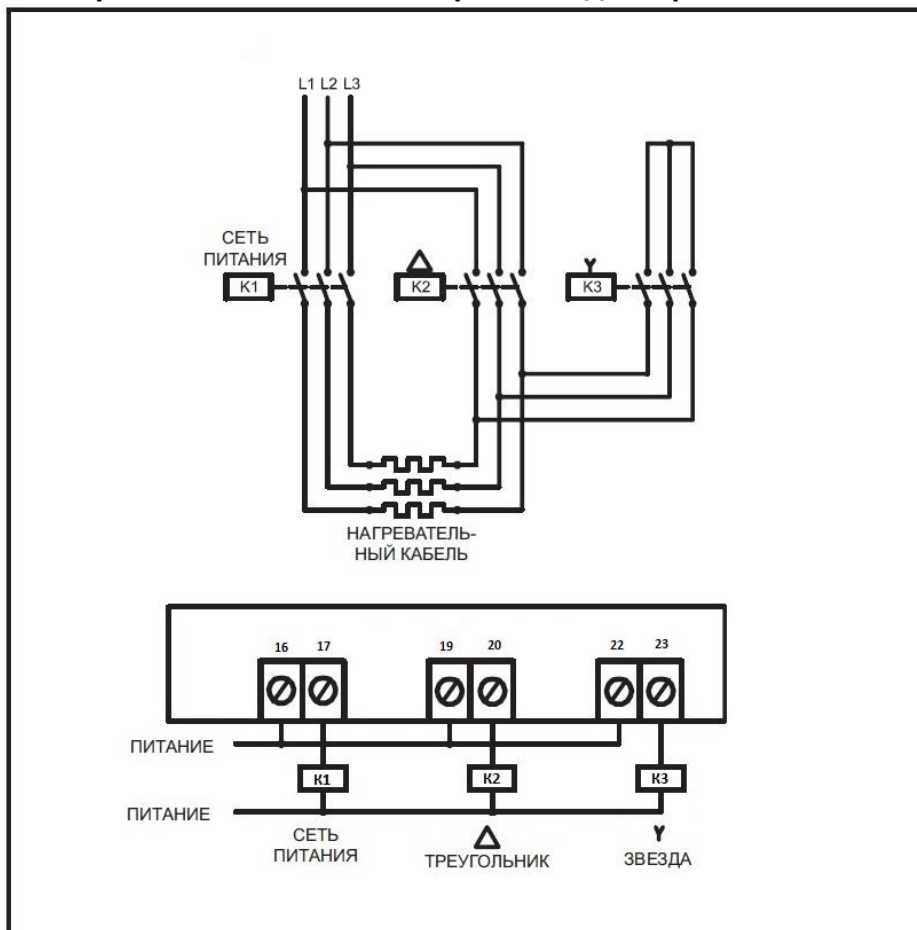 L1 L2 L3
СЕТЬ
ПИТАНИЯ
K1
K2
K3
НАГРЕВАТЕЛЬ-
НЫЙ КАБЕЛЬ
16 17 19 20 22 23
ПИТАНИЕ
K1 K2 K3
ПИТАНИЕ
СЕТЬ
ПИТАНИЯ
ТРЕУГОЛЬНИК
ЗВЕЗДА